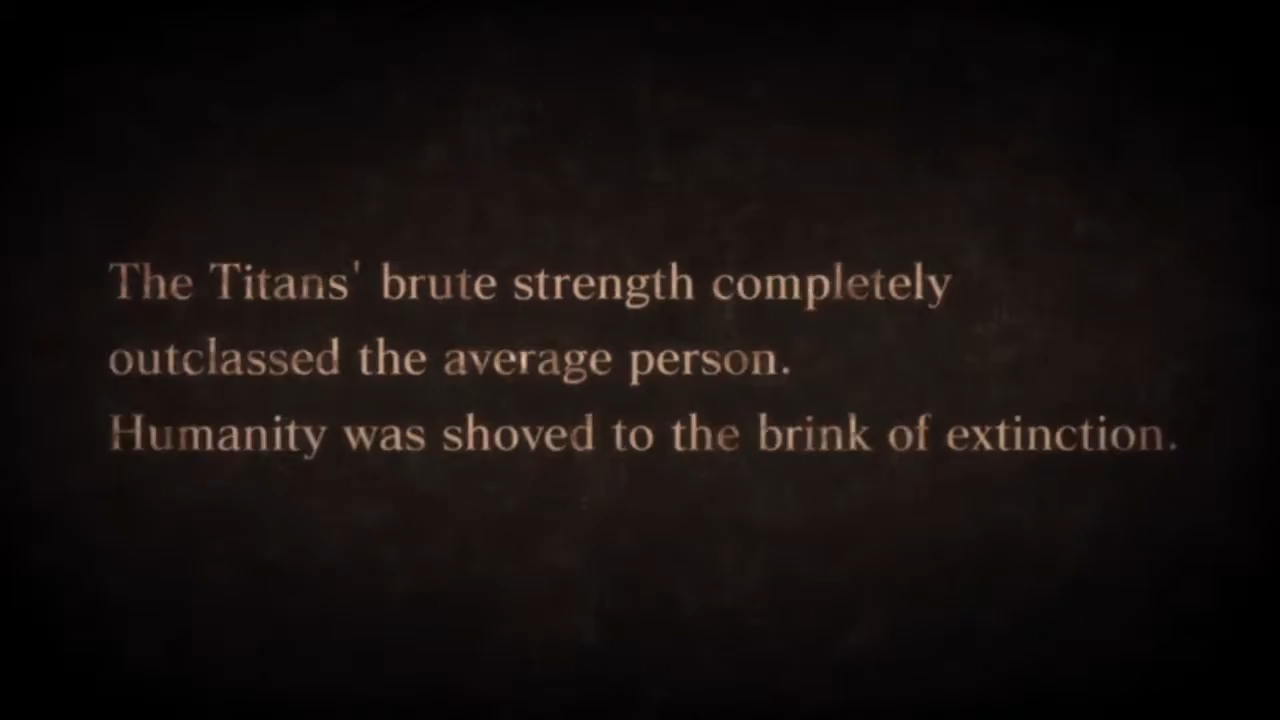 The Titans' brute strength completely
outclassed the average person.
Humanity was shoved to the brink of extinction.